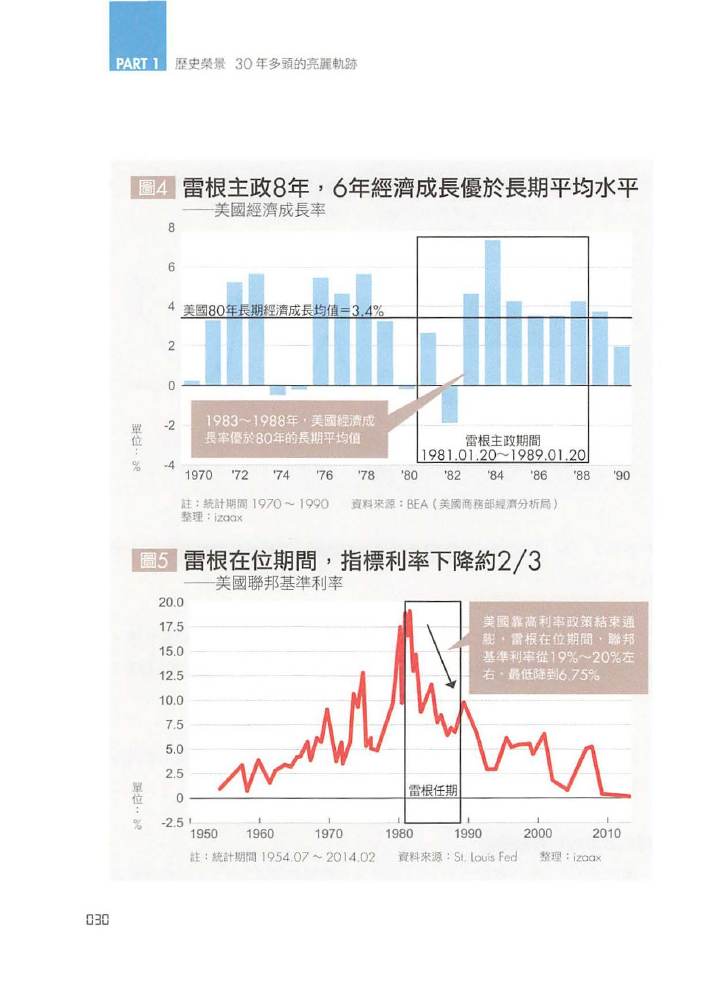 PART 1 歷史榮景 30年多頭的亮麗軌跡
圖4 雷根主政8年，6年經濟成長優於長期平均水平
——美國經濟成長率
8
6
4
美國80年長期經濟成長均值=3.4%
2
0
1983～1988年，美國經濟成
長率優於80年的長期平均值
-2
雷根主政期間
1981.01.20～1989.01.20
-4
單位：%
1970 '72 '74 '76 '78 '80 '82 '84 '86 '88 '90
註：統計期間 1970～1990 資料來源：BEA（美國商務部經濟分析局）
整理：izaax
圖5 雷根在位期間，指標利率下降約2/3
——美國聯邦基準利率
20.0
17.5
15.0
12.5
10.0
7.5
5.0
2.5
0
-2.5
美國靠高利率政策結束通
膨，雷根在位期間，聯邦
基準利率從19%～20%左
右，最低降到6.75%
雷根任期
單位：%
1950 1960 1970 1980 1990 2000 2010
註：統計期間 1954.07～2014.02 資料來源：St. Louis Fed 整理：izaax
030